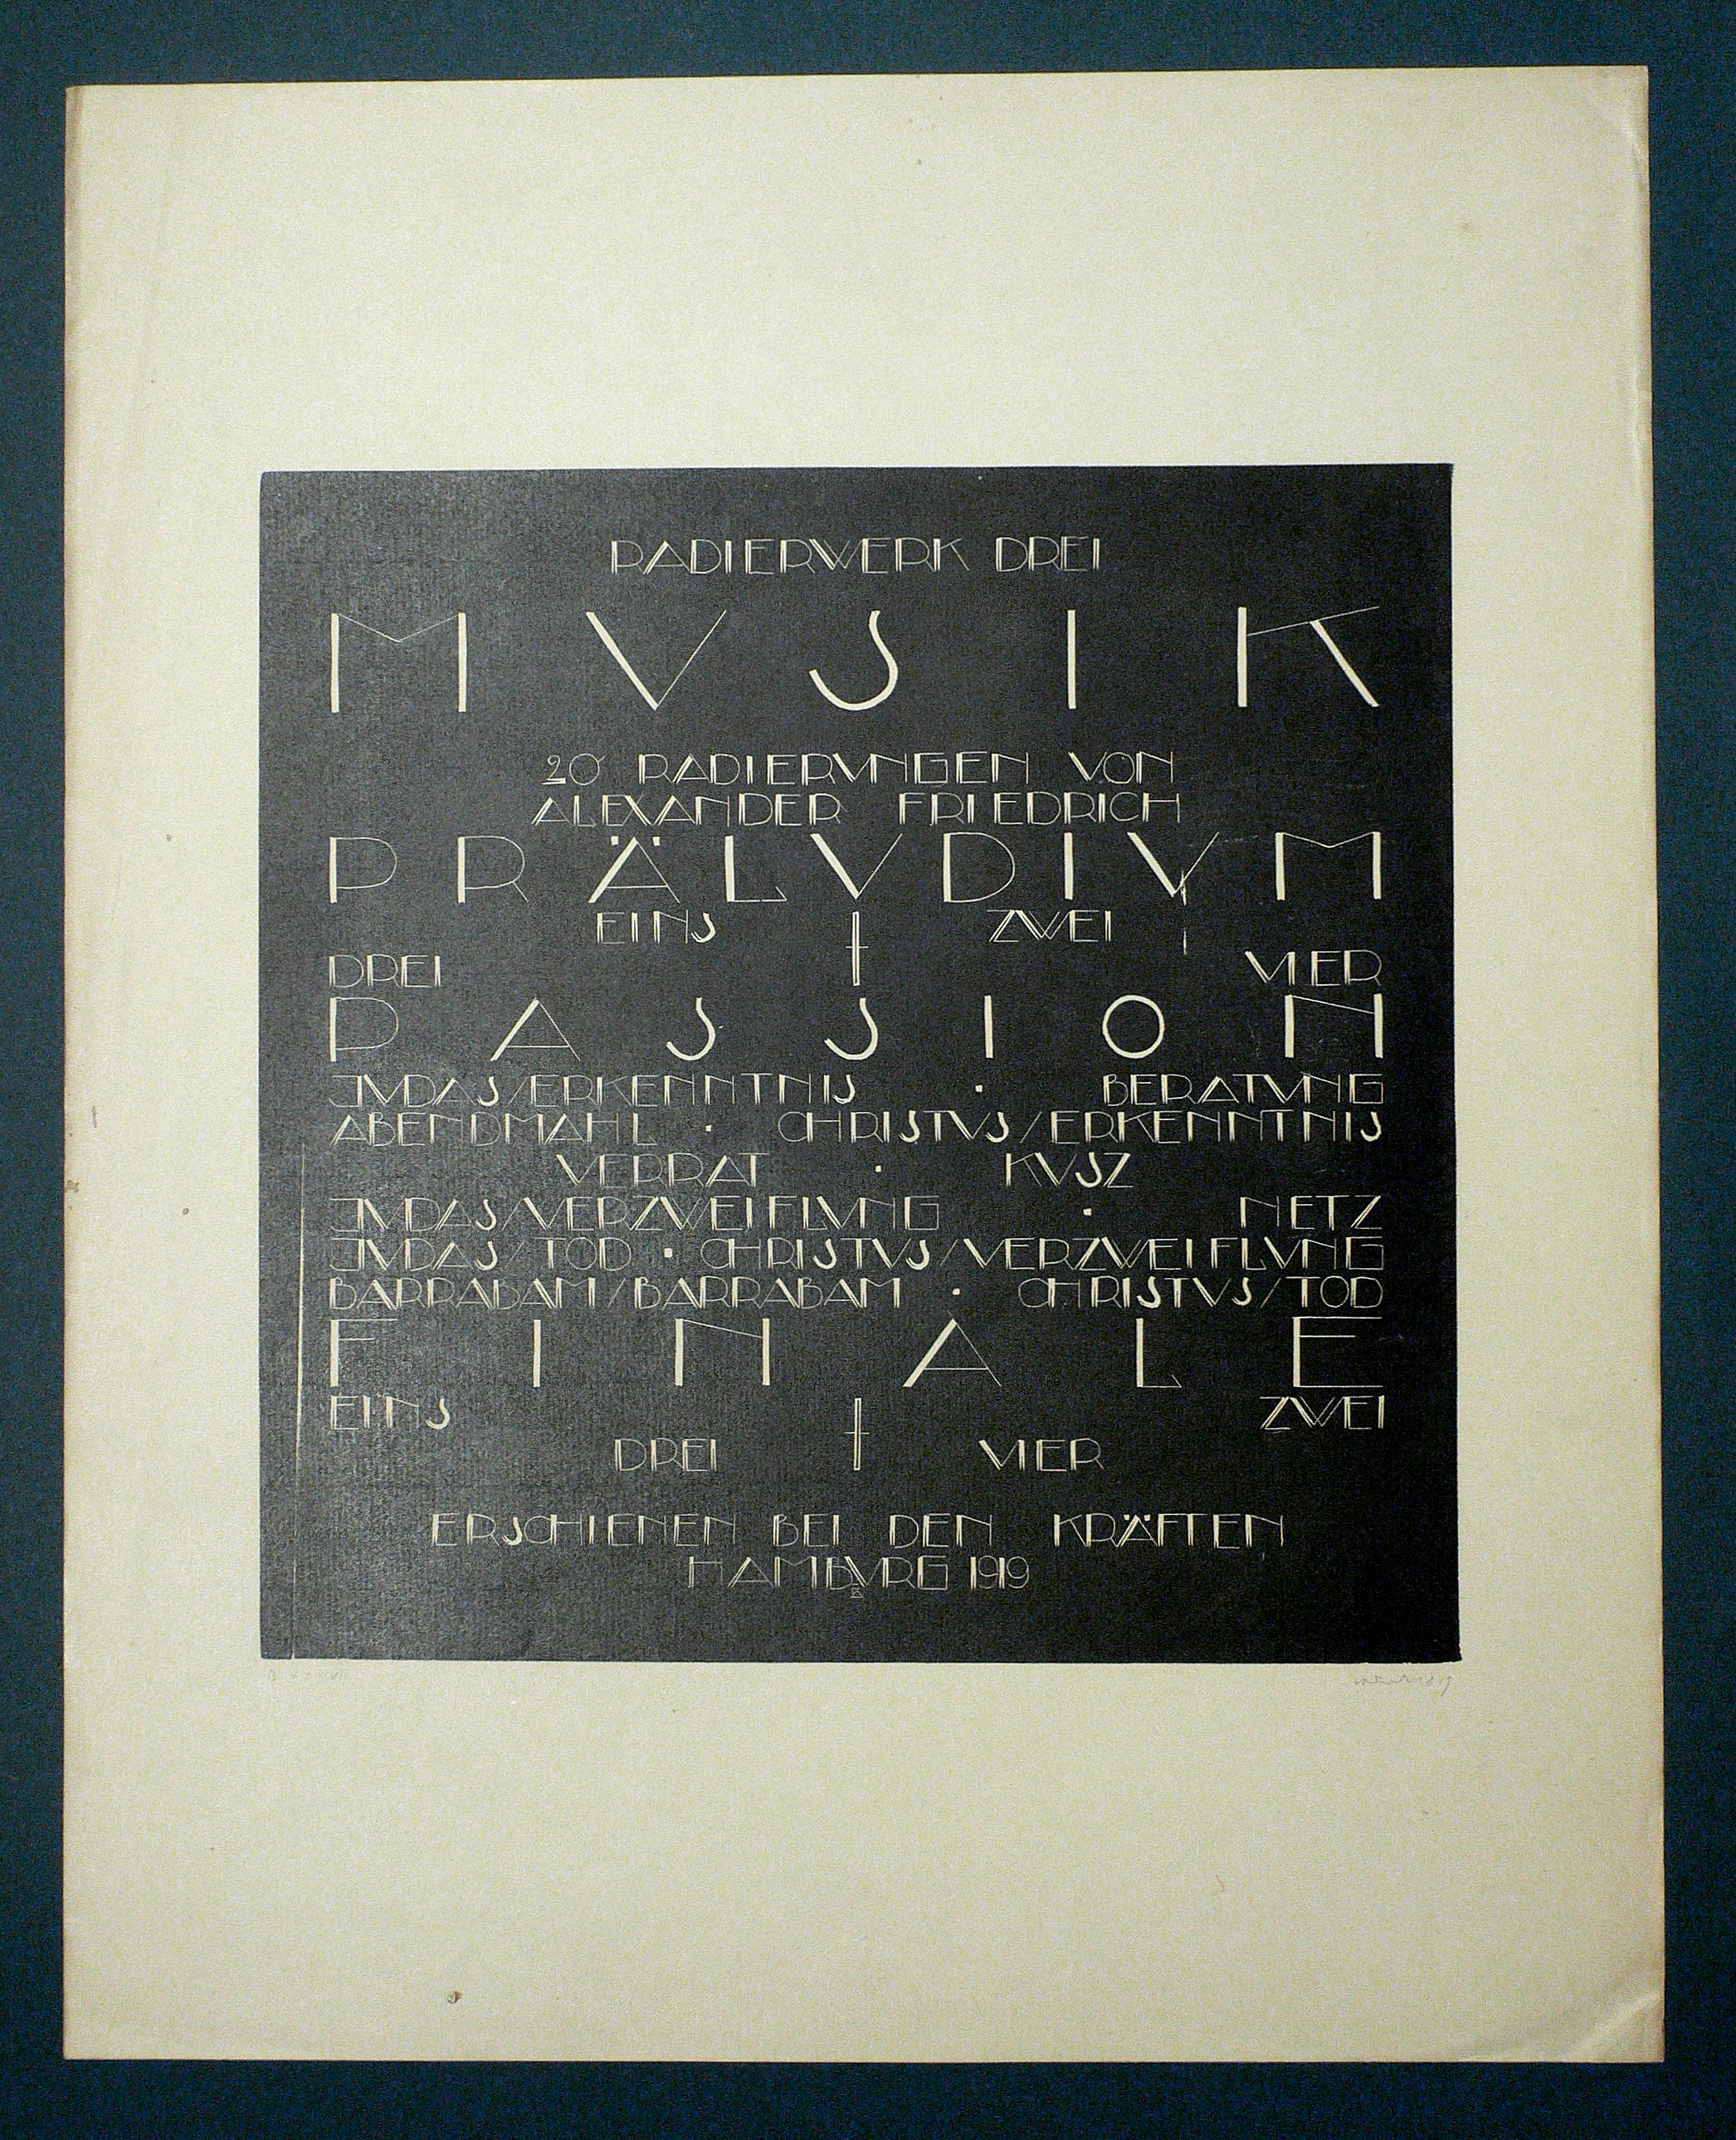 RADIERWERK DREI
MVSIK
20 RADIERVNGEN VON
ALEXANDER FRIEDRICH
PRÄLVDIVM
EINS ZWEI
DREI VIER
PASSION
JVDAS/ERKENNTNIS · BERATVNG
ABENDMAHL · CHRISTVS/ERKENNTNIS
VERRAT · KVSZ
JVDAS/VERZWEIFLVNG · NETZ
JVDAS/TOD · CHRISTVS/VERZWEIFLVNG
BARRABAM/BARRABAM · CHRISTVS/TOD
FINALE
EINS ZWEI
DREI VIER
ERSCHIENEN BEI DEN KRÄFTEN
HAMBVRG 1919